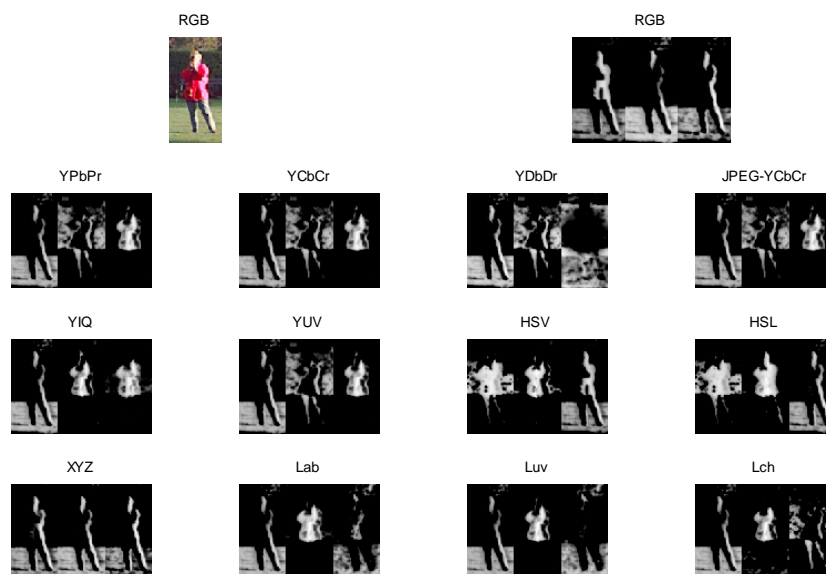 RGB
RGB
YPbPr
YCbCr
YDbDr
JPEG-YCbCr
YIQ
YUV
HSV
HSL
XYZ
Lab
Luv
Lch